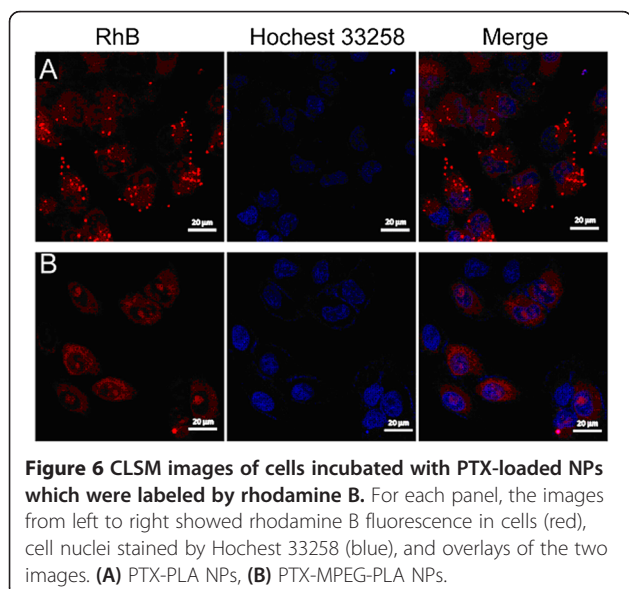 RhB Hochest 33258 Merge
A
20 µm 20 µm 20 µm
B
20 µm 20 µm 20 µm
Figure 6 CLSM images of cells incubated with PTX-loaded NPs
which were labeled by rhodamine B. For each panel, the images
from left to right showed rhodamine B fluorescence in cells (red),
cell nuclei stained by Hochest 33258 (blue), and overlays of the two
images. (A) PTX-PLA NPs, (B) PTX-MPEG-PLA NPs.